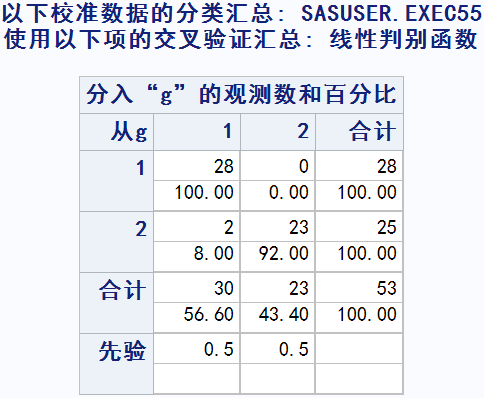 以下校准数据的分类汇总: SASUSER.EXEC55
使用以下项的交叉验证汇总: 线性判别函数
分入“g”的观测数和百分比
从g 1 2 合计
1 28 0 28
100.00 0.00 100.00
2 2 23 25
8.00 92.00 100.00
合计 30 23 53
56.60 43.40 100.00
先验 0.5 0.5